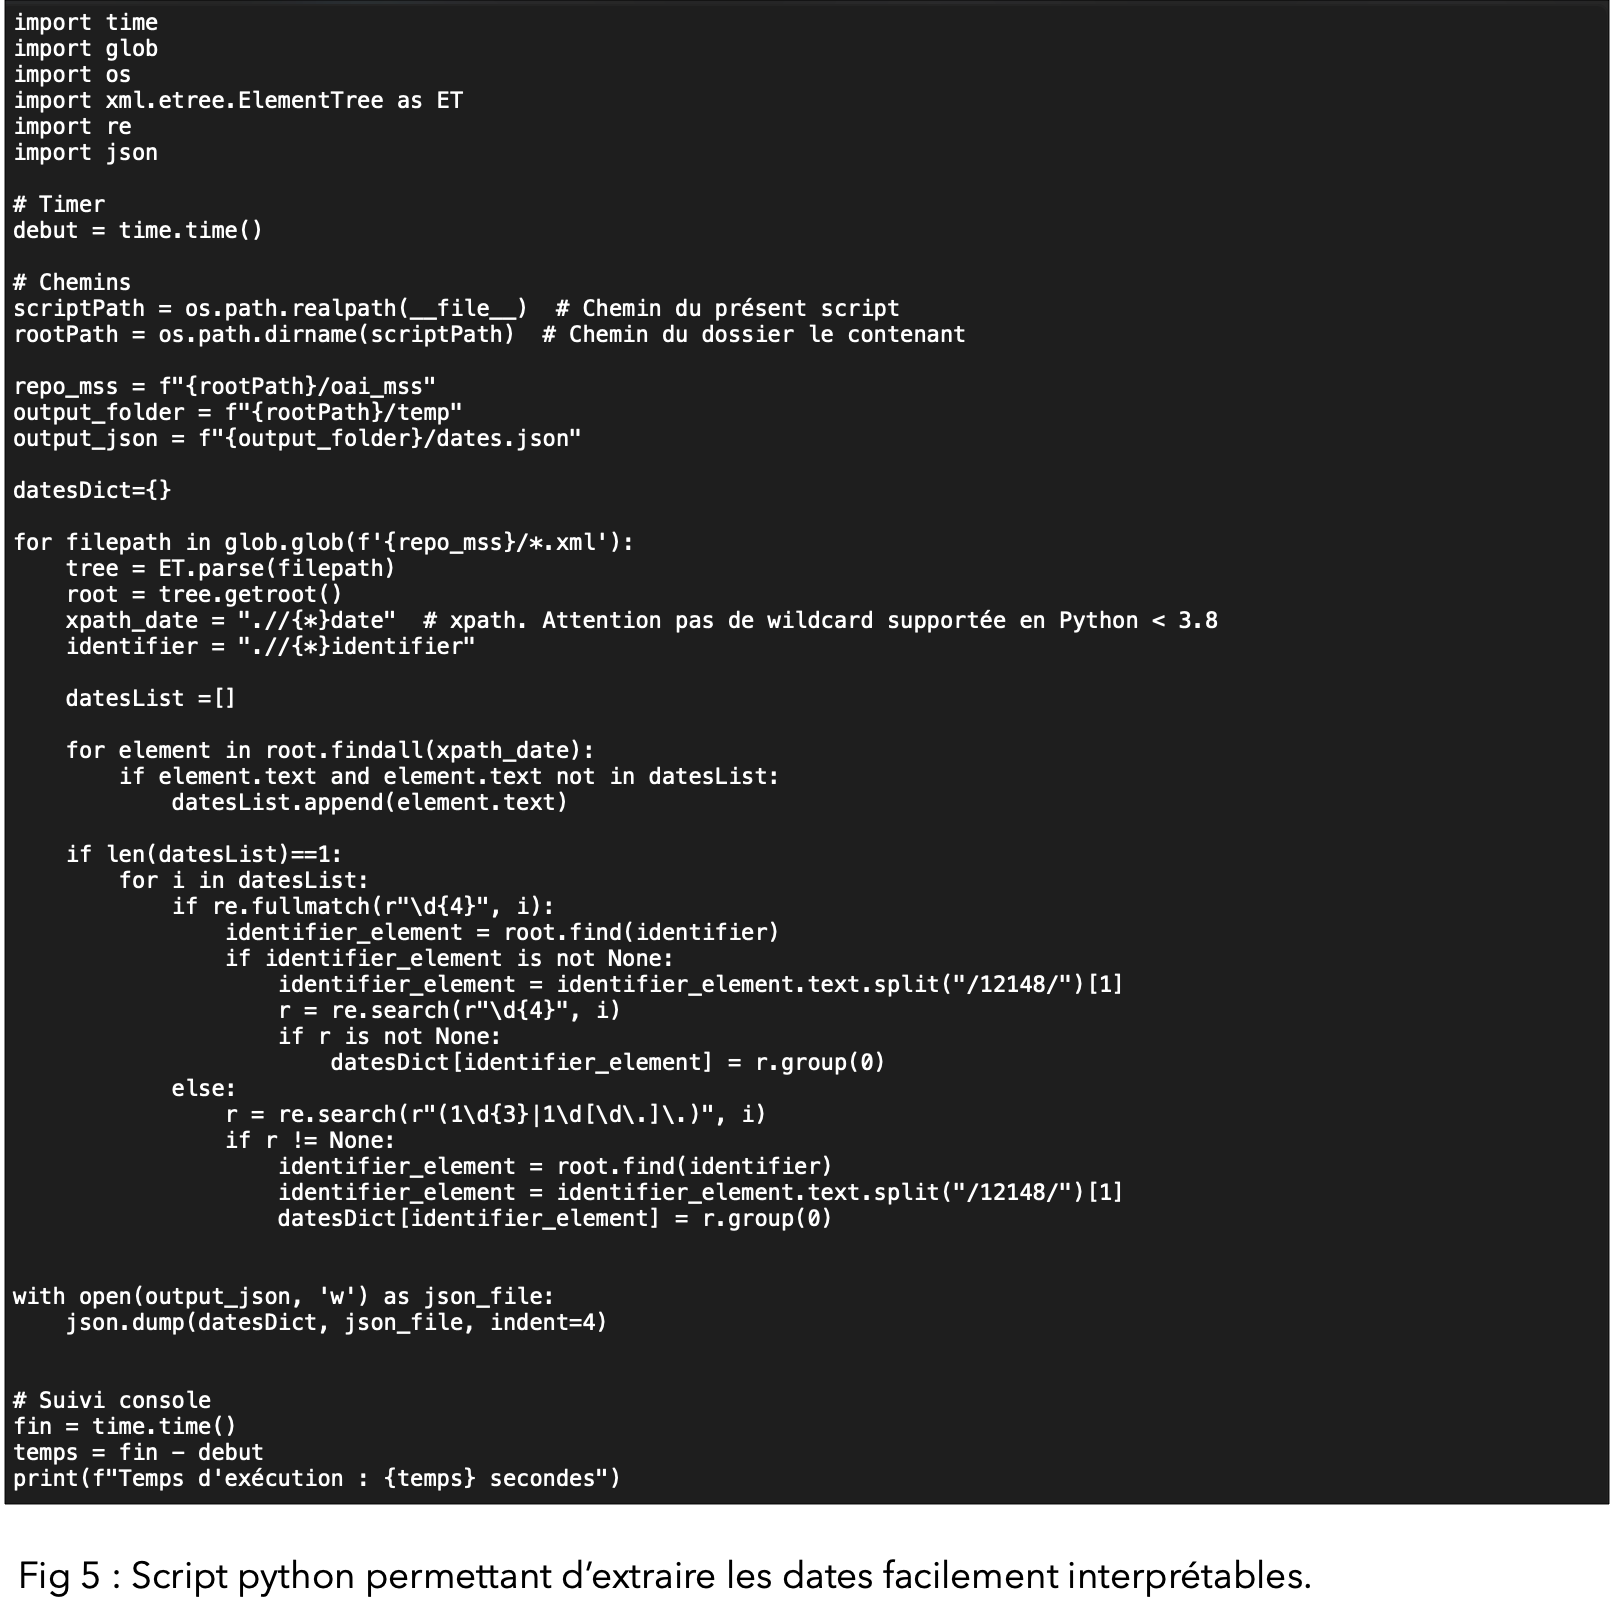 import time
import glob
import os
import xml.etree.ElementTree as ET
import re
import json

# Timer
debut = time.time()

# Chemins
scriptPath = os.path.realpath(__file__)  # Chemin du présent script
rootPath = os.path.dirname(scriptPath)  # Chemin du dossier le contenant

repo_mss = f"{rootPath}/oai_mss"
output_folder = f"{rootPath}/temp"
output_json = f"{output_folder}/dates.json"

datesDict={}

for filepath in glob.glob(f'{repo_mss}/*.xml'):
    tree = ET.parse(filepath)
    root = tree.getroot()
    xpath_date = ".//{*}date"  # xpath. Attention pas de wildcard supportée en Python < 3.8
    identifier = ".//{*}identifier"

    datesList =[]

    for element in root.findall(xpath_date):
        if element.text and element.text not in datesList:
            datesList.append(element.text)

    if len(datesList)==1:
        for i in datesList:
            if re.fullmatch(r"\d{4}", i):
                identifier_element = root.find(identifier)
                if identifier_element is not None:
                    identifier_element = identifier_element.text.split("/12148/")[1]
                    r = re.search(r"\d{4}", i)
                    if r is not None:
                        datesDict[identifier_element] = r.group(0)
            else:
                r = re.search(r"(1\d{3}|1\d[\d\.]\.)", i)
                if r != None:
                    identifier_element = root.find(identifier)
                    identifier_element = identifier_element.text.split("/12148/")[1]
                    datesDict[identifier_element] = r.group(0)


with open(output_json, 'w') as json_file:
    json.dump(datesDict, json_file, indent=4)


# Suivi console
fin = time.time()
temps = fin − debut
print(f"Temps d'exécution : {temps} secondes")

Fig 5 : Script python permettant d’extraire les dates facilement interprétables.